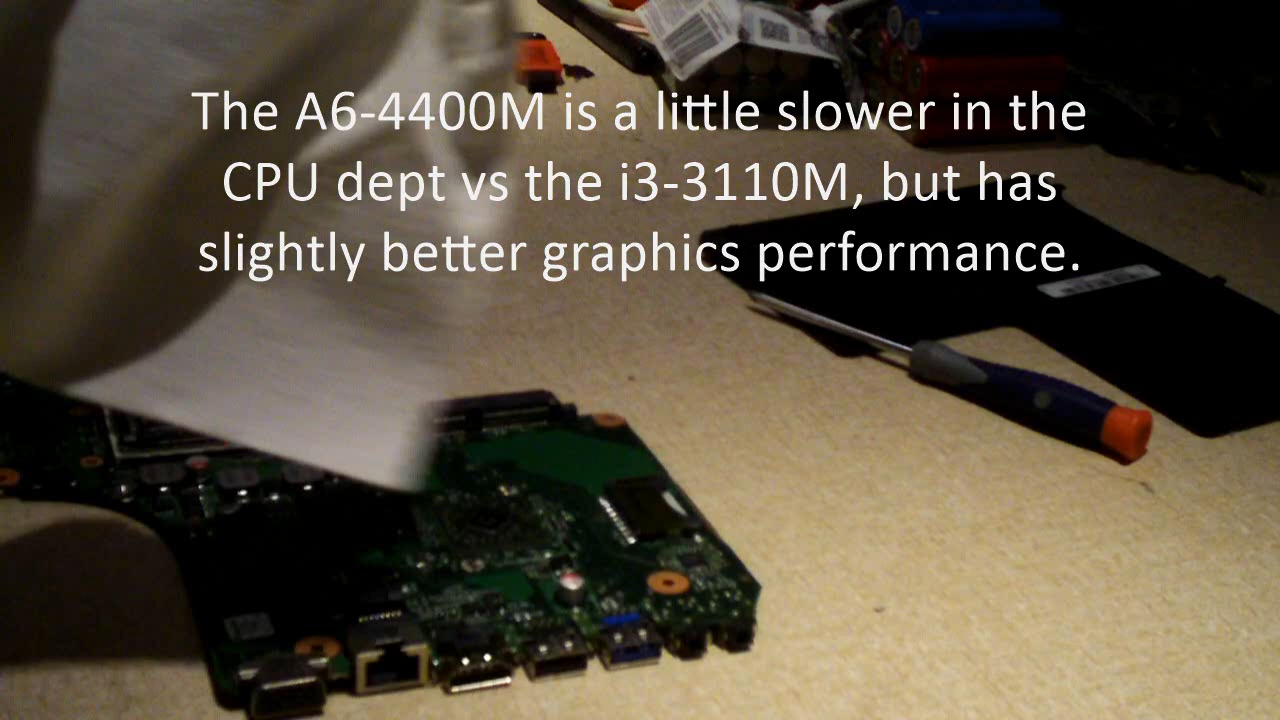 The A6-4400M is a little slower in the
CPU dept vs the i3-3110M, but has
slightly better graphics performance.